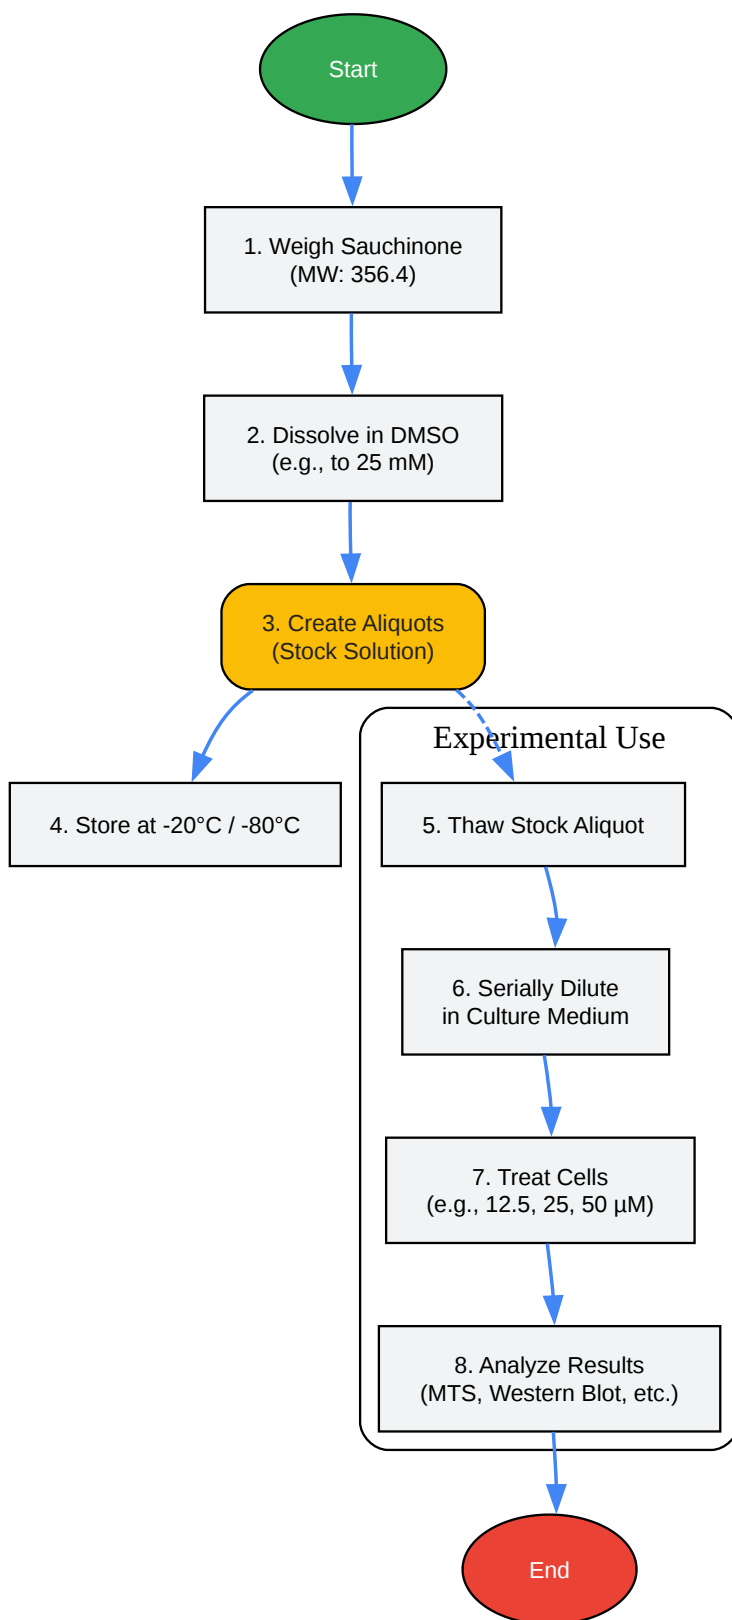 Start
1. Weigh Sauchinone
(MW: 356.4)
2. Dissolve in DMSO
(e.g., to 25 mM)
3. Create Aliquots
(Stock Solution)
Experimental Use
4. Store at -20°C / -80°C
5. Thaw Stock Aliquot
6. Serially Dilute
in Culture Medium
7. Treat Cells
(e.g., 12.5, 25, 50 µM)
8. Analyze Results
(MTS, Western Blot, etc.)
End